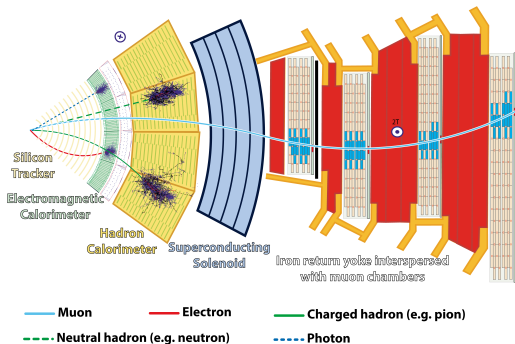 2T
Silicon
Tracker
Electromagnetic
Calorimeter
Hadron
Calorimeter
Superconducting
Solenoid
Iron return yoke interspersed
with muon chambers
Muon
Electron
Charged hadron (e.g. pion)
Neutral hadron (e.g. neutron)
Photon